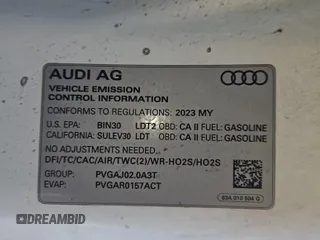 AUDI AG
VEHICLE EMISSION
CONTROL INFORMATION
CONFORMS TO REGULATIONS: 2023 MY
U.S. EPA: BIN30 LDT2 OBD: CA II FUEL: GASOLINE
CALIFORNIA: SULEV30 LDT OBD: CA II FUEL: GASOLINE
NO ADJUSTMENTS NEEDED.
DFI/TC/CAC/AIR/TWC(2)/WR-HO2S/HO2S
GROUP: PVGAJ02.0A3T
EVAP: PVGAR0157ACT
DREAMBID